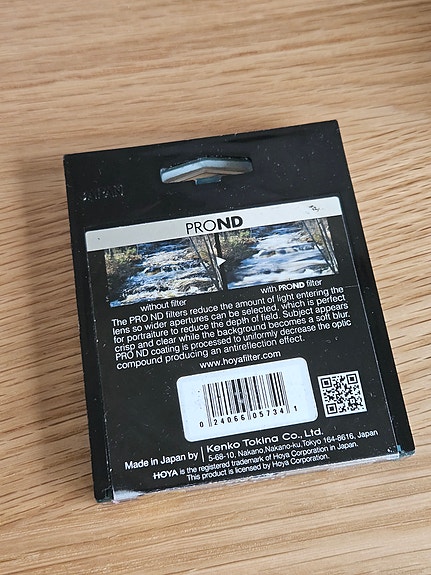 PROND
without filter
with PROND filter
The PRO ND filters reduce the amount of light entering the
lens so wider apertures can be selected, which is perfect
for portraiture to reduce the depth of field. Subject appears
crisp and clear while the background becomes a soft blur.
PRO ND coating is processed to uniformly decrease the optic
compound producing an antireflection effect.
www.hoyafilter.com
0 24066 05734 1
Made in Japan by
Kenko Tokina Co., Ltd.
5-68-10, Nakano, Nakano-ku, Tokyo 164-8616, Japan
HOYA is the registered trademark of Hoya Corporation in Japan.
This product is licensed by Hoya Corporation.